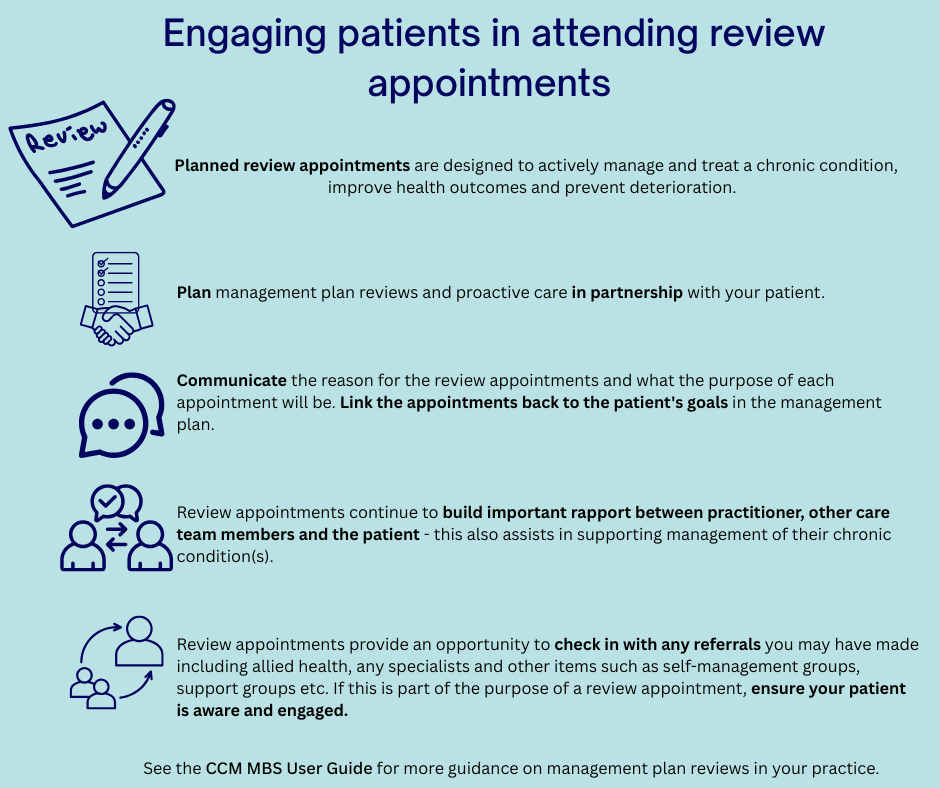 Engaging patients in attending review
appointments
Review
Planned review appointments are designed to actively manage and treat a chronic condition,
improve health outcomes and prevent deterioration.
Plan management plan reviews and proactive care in partnership with your patient.
Communicate the reason for the review appointments and what the purpose of each
appointment will be. Link the appointments back to the patient's goals in the management
plan.
Review appointments continue to build important rapport between practitioner, other care
team members and the patient - this also assists in supporting management of their chronic
condition(s).
Review appointments provide an opportunity to check in with any referrals you may have made
including allied health, any specialists and other items such as self-management groups,
support groups etc. If this is part of the purpose of a review appointment, ensure your patient
is aware and engaged.
See the CCM MBS User Guide for more guidance on management plan reviews in your practice.